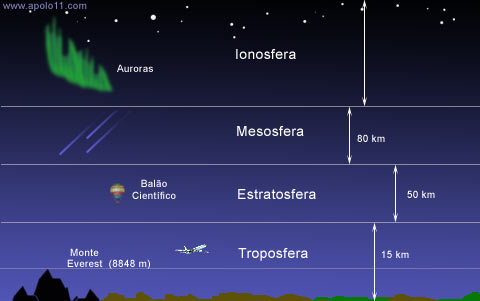 www.apolo11.com
Ionosfera
Auroras
Mesosfera
80 km
Balão
Científico
Estratosfera
50 km
Monte
Everest (8848 m)
Troposfera
15 km